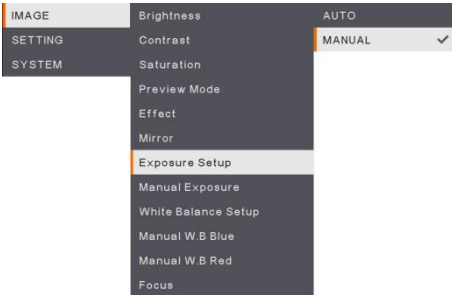 IMAGE
SETTING
SYSTEM
Brightness
Contrast
Saturation
Preview Mode
Effect
Mirror
Exposure Setup
Manual Exposure
White Balance Setup
Manual W.B Blue
Manual W.B Red
Focus
AUTO
MANUAL